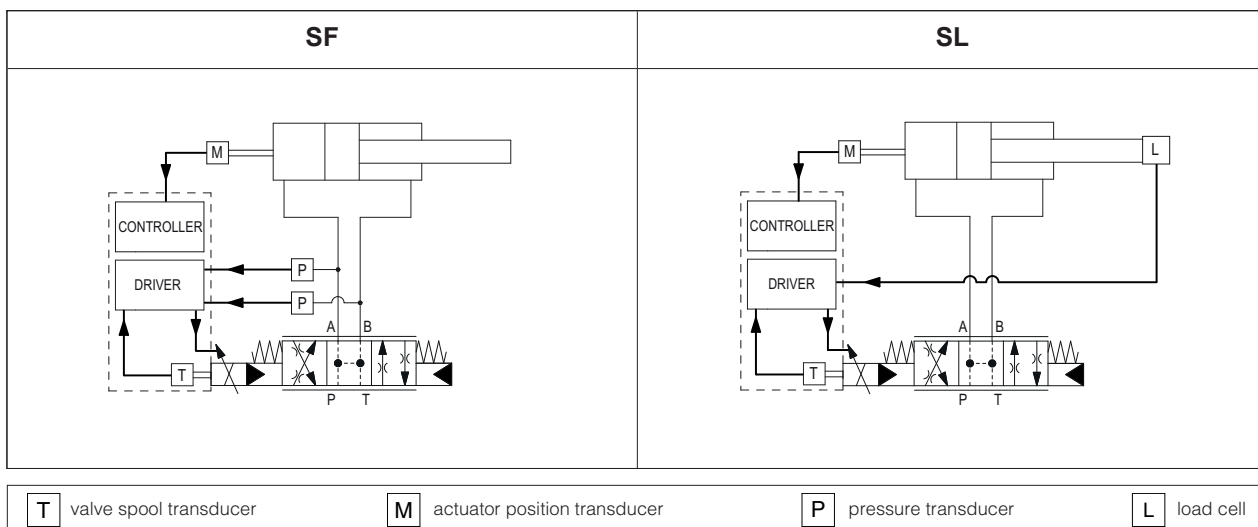 SF
SL
M
CONTROLLER
DRIVER
P
P
A B
T
P T
M
L
CONTROLLER
DRIVER
A B
T
P T
T valve spool transducer
M actuator position transducer
P pressure transducer
L load cell